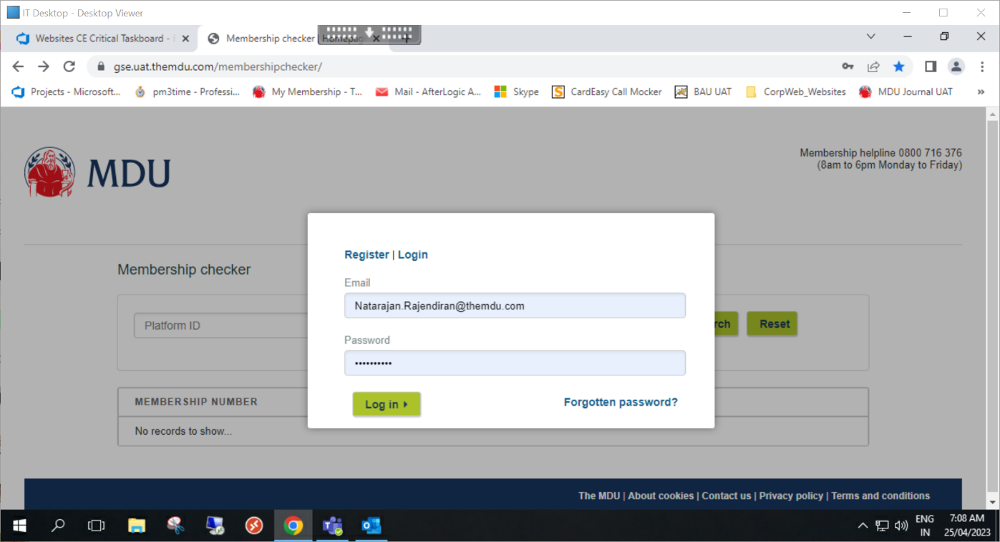 IT Desktop - Desktop Viewer
Websites CE Critical Taskboard -
Membership checker | Homepag
gse.uat.themdu.com/membershipchecker/
Projects - Microsoft... pm3time - Professi... My Membership - T... Mail - AfterLogic A... Skype CardEasy Call Mocker BAU UAT CorpWeb_Websites MDU Journal UAT »
MDU
Membership helpline 0800 716 376
(8am to 6pm Monday to Friday)
Register | Login
Membership checker
Email
Natarajan.Rajendiran@themdu.com
Platform ID
rch Reset
Password
••••••••••
MEMBERSHIP NUMBER
Log in
Forgotten password?
No records to show...
The MDU | About cookies | Contact us | Privacy policy | Terms and conditions
ENG
IN
7:08 AM
25/04/2023